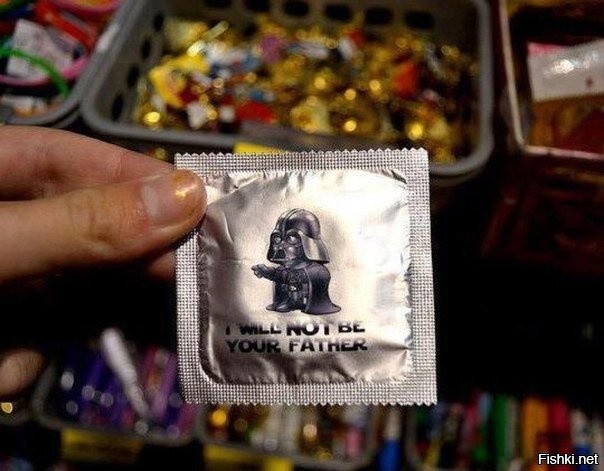 I WILL NOT BE
YOUR FATHER
Fishki.net